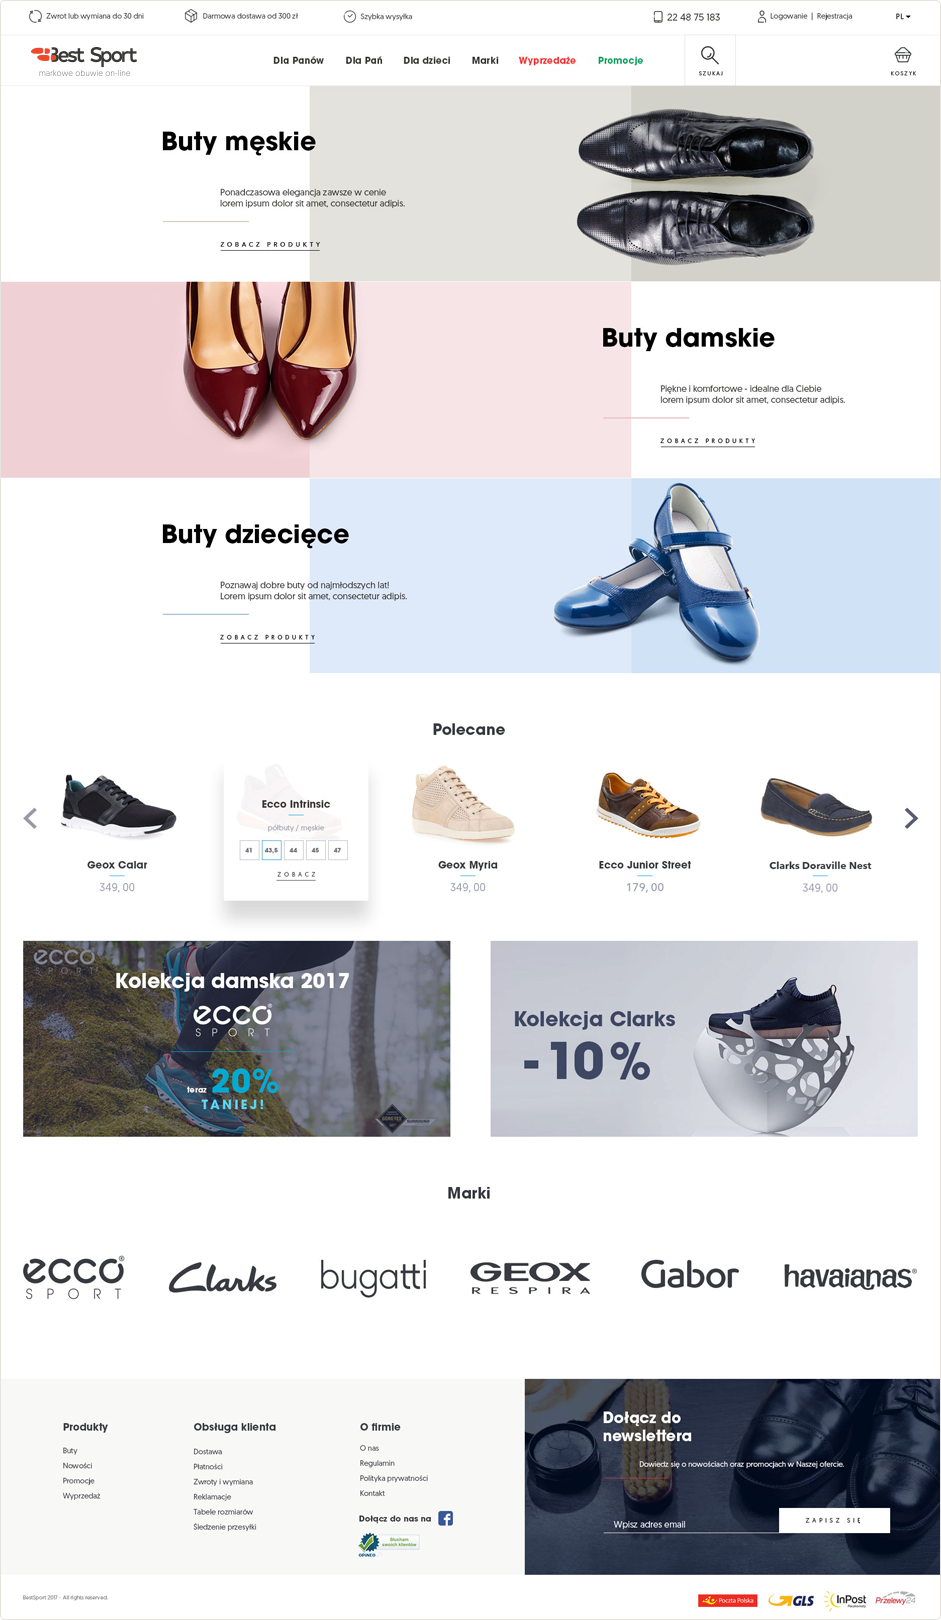 Zwrot lub wymiana do 30 dni
Darmowa dostawa od 300 zł
Szybka wysyłka
22 48 75 183
Logowanie | Rejestracja
PL
Best Sport
markowe obuwie on-line
Dla Panów
Dla Pań
Dla dzieci
Marki
Wyprzedaże
Promocje
SZUKAJ
KOSZYK
Buty męskie
Ponadczasowa elegancja zawsze w cenie
lorem ipsum dolor sit amet, consectetur adipis.
ZOBACZ PRODUKTY
Buty damskie
Piękne i komfortowe - idealne dla Ciebie
lorem ipsum dolor sit amet, consectetur adipis.
ZOBACZ PRODUKTY
Buty dziecięce
Poznawaj dobre buty od najmłodszych lat!
Lorem ipsum dolor sit amet, consectetur adipis.
ZOBACZ PRODUKTY
Polecane
Geox Calar
349, 00
Ecco Intrinsic
półbuty / męskie
41 43,5 44 45 47
ZOBACZ
Geox Myria
349, 00
Ecco Junior Street
179, 00
Clarks Doraville Nest
349, 00
ecco
SPORT
Kolekcja damska 2017
ecco
SPORT
teraz 20%
TANIEJ!
Kolekcja Clarks
-10%
Marki
ecco®
SPORT
Clarks
bugatti
GEOX
RESPIRA
Gabor
havaianas®
Produkty
Buty
Nowości
Promocje
Wyprzedaż
Obsługa klienta
Dostawa
Płatności
Zwroty i wymiana
Reklamacje
Tabele rozmiarów
Śledzenie przesyłki
O firmie
O nas
Regulamin
Polityka prywatności
Kontakt
Dołącz do nas na
Słucham
swoich klientów
OPINEO
Dołącz do
newslettera
Dowiedz się o nowościach oraz promocjach w Naszej ofercie.
Wpisz adres email
ZAPISZ SIĘ
BestSport 2017 - All rights reserved.
Poczta Polska
GLS
InPost
Paczkomaty
Przelewy24